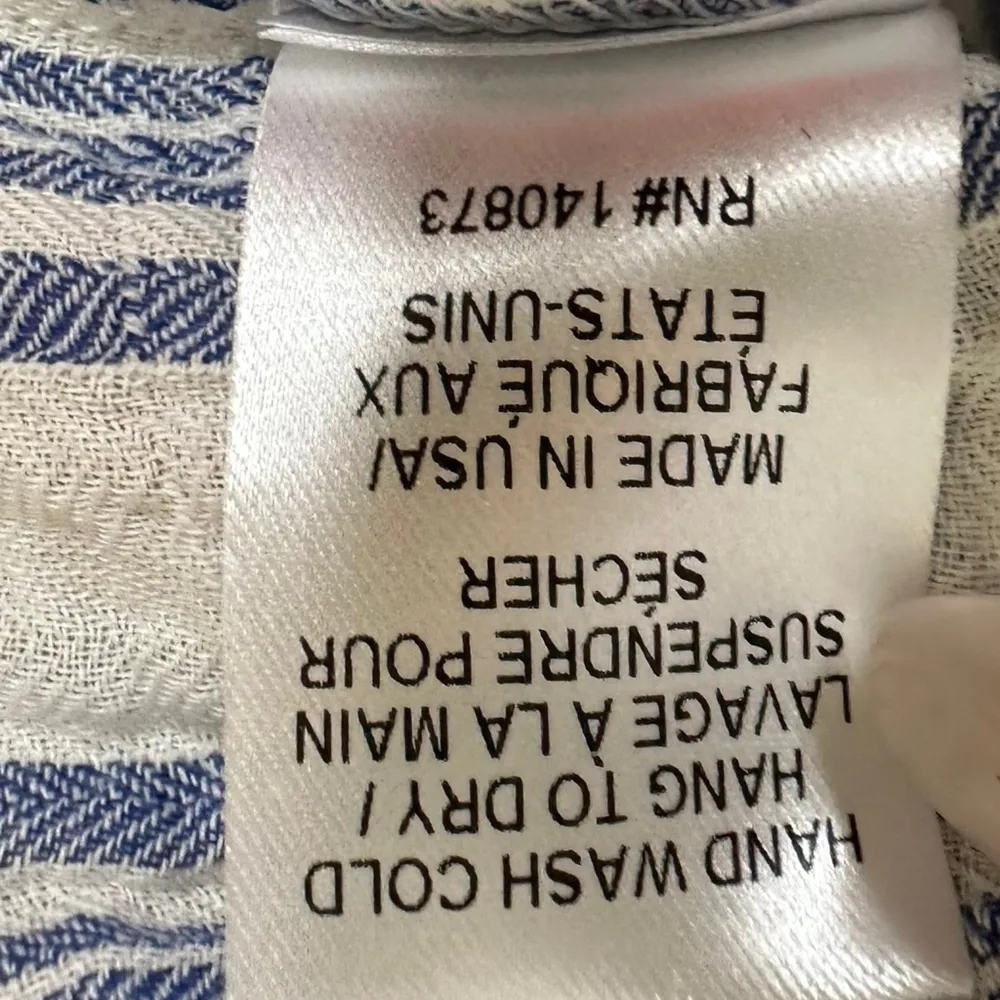 HAND WASH COLD
HANG TO DRY /
LAVAGE À LA MAIN
SUSPENDRE POUR
SÉCHER
MADE IN USA/
FABRIQUÉ AUX
ÉTATS-UNIS
RN# 140873